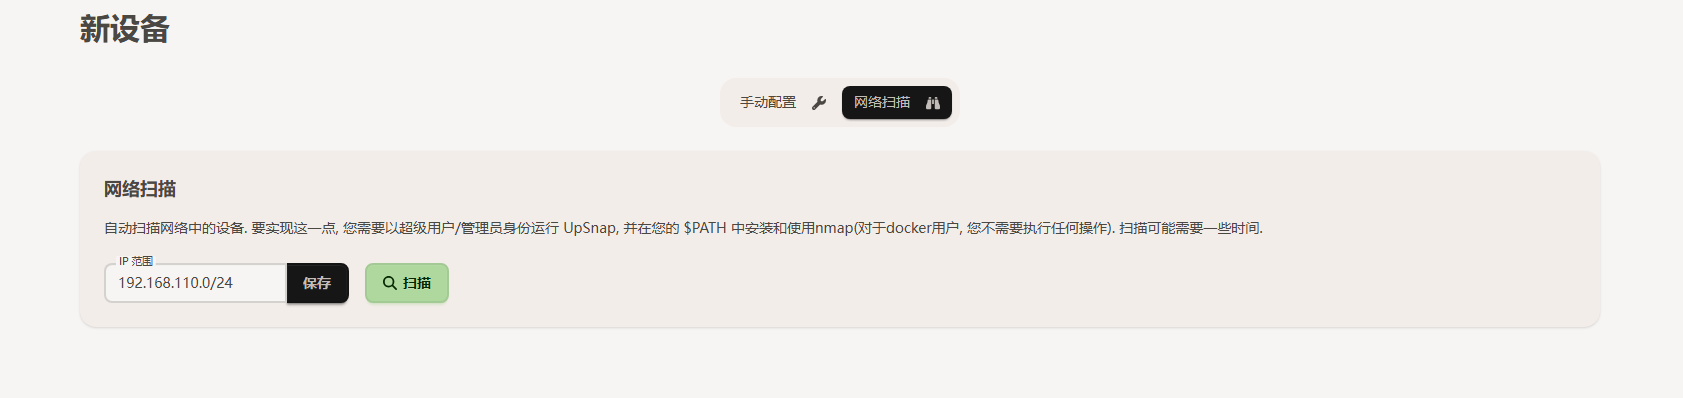 新设备
手动配置
网络扫描
网络扫描
自动扫描网络中的设备. 要实现这一点, 您需要以超级用户/管理员身份运行 UpSnap, 并在您的 $PATH 中安装和使用nmap(对于docker用户, 您不需要执行任何操作). 扫描可能需要一些时间.
IP 范围
192.168.110.0/24
保存
扫描